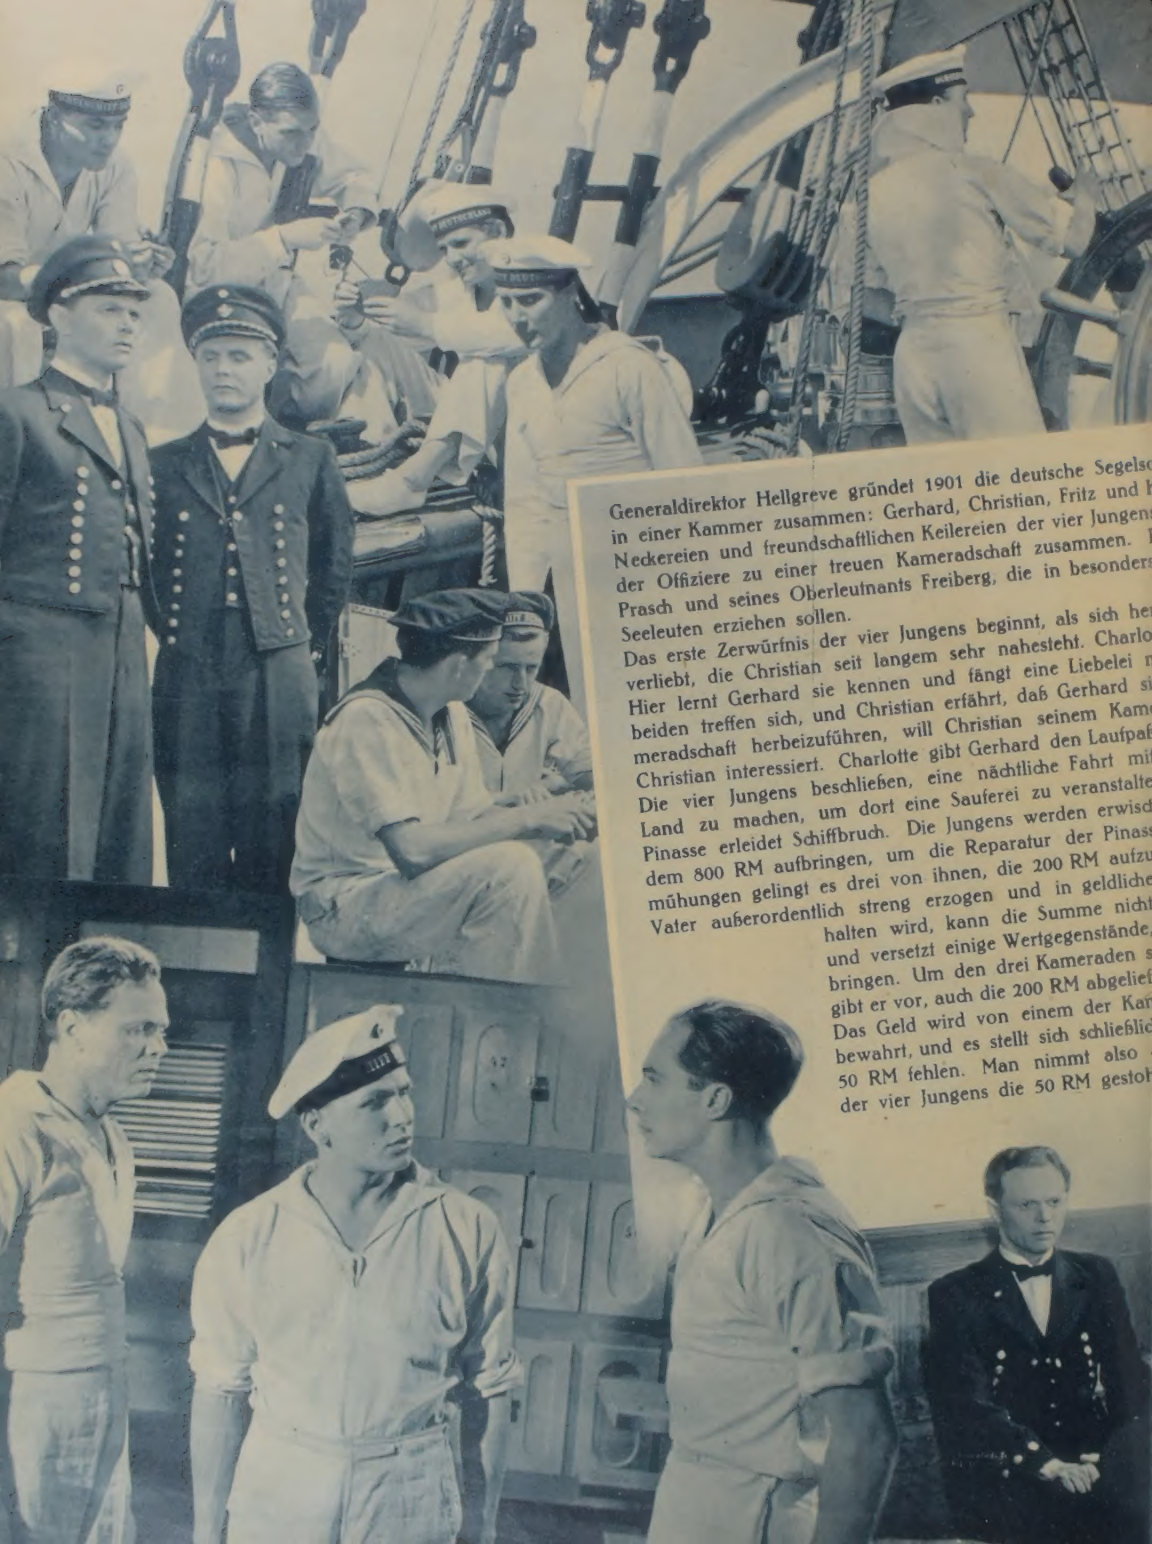 DEUTSCHLAND
Generaldirektor Hellgreve gründet 1901 die deutsche
in einer Kammer zusammen: Gerhard, Christian, Fritz und
Neckereien und freundschaftlichen Keilereien der vier Jungens
der Offiziere zu einer treuen Kameradschaft zusammen.
Prasch und seines Oberleutnants Freiberg, die in besonders
Seeleuten erziehen sollen.
Das erste Zerwürfnis der vier Jungens beginnt, als sich
verliebt, die Christian seit langem sehr nahesteht.
Hier lernt Gerhard sie kennen und fängt eine Liebelei
beiden treffen sich, und Christian erfährt, daß Gerhard
meradschaft herbeizuführen, will Christian seinem
Christian interessiert. Charlotte gibt Gerhard den Laufpaß
Die vier Jungens beschließen, eine nächtliche Fahrt mit
Land zu machen, um dort eine Sauferei zu
Pinasse erleidet Schiffbruch. Die Jungens werden
dem 800 RM aufbringen, um die Reparatur der
mühungen gelingt es drei von ihnen, die 200 RM
Vater außerordentlich streng erzogen und in
halten wird, kann die Summe nicht
und versetzt einige Wertgegenstände,
bringen. Um den drei Kameraden
gibt er vor, auch die 200 RM
Das Geld wird von einem der
bewahrt, und es stellt sich
50 RM fehlen. Man nimmt also
der vier Jungens die 50 RM